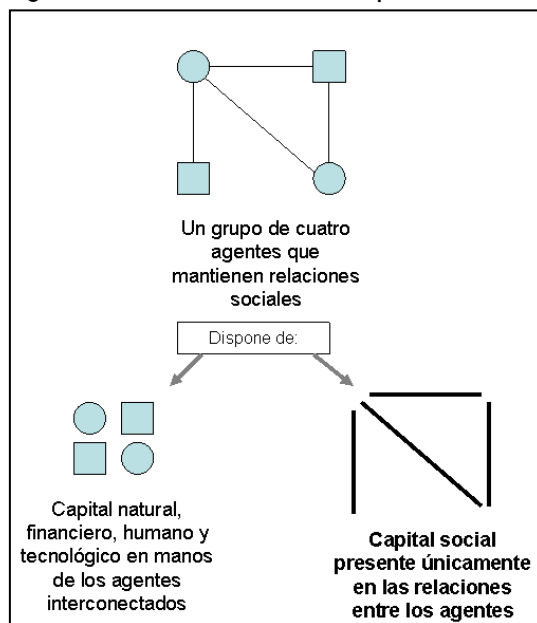 Un grupo de cuatro
agentes que
mantienen relaciones
sociales
Dispone de:
Capital natural,
financiero, humano y
tecnológico en manos
de los agentes
interconectados
Capital social
presente únicamente
en las relaciones
entre los agentes